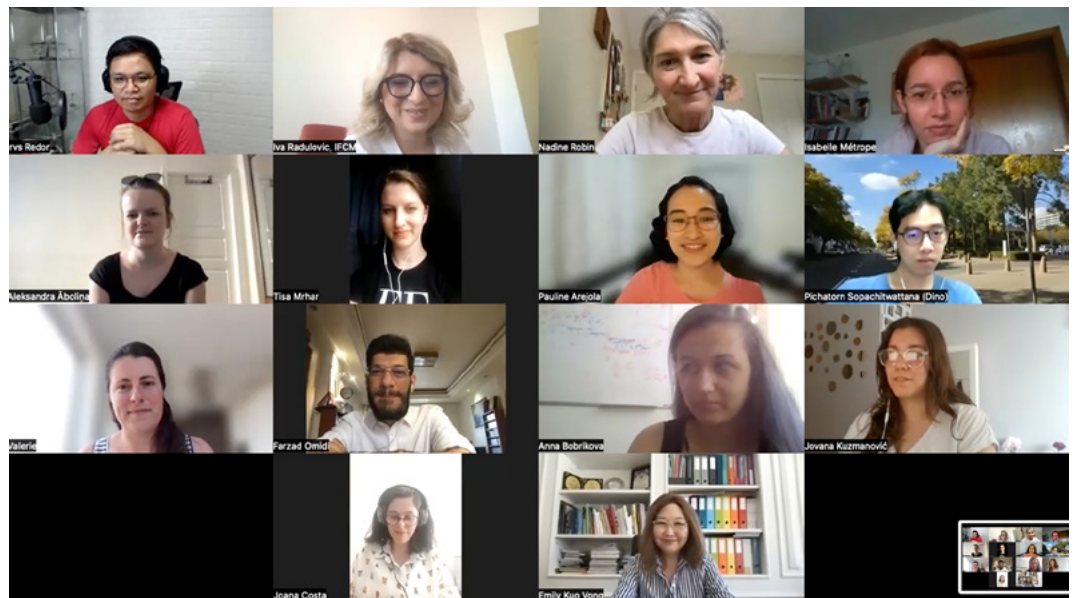 rvs Redor
Iva Radulovic, IFCM
Nadine Robin
Isabelle Métrope
Aleksandra Āboliņa
Tisa Mrhar
Pauline Arejola
Pichatorn Sopachitwattana (Dino)
Valerie
Farzad Omidi
Anna Bobrikova
Jovana Kuzmanović
Joana Costa
Emily Kuo Vong